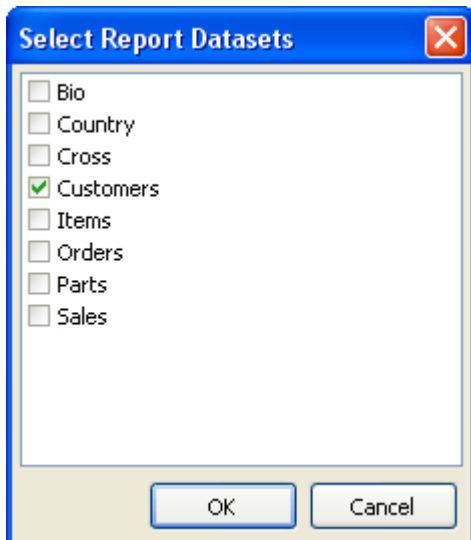 Select Report Datasets
Bio
Country
Cross
Customers
Items
Orders
Parts
Sales
OK Cancel